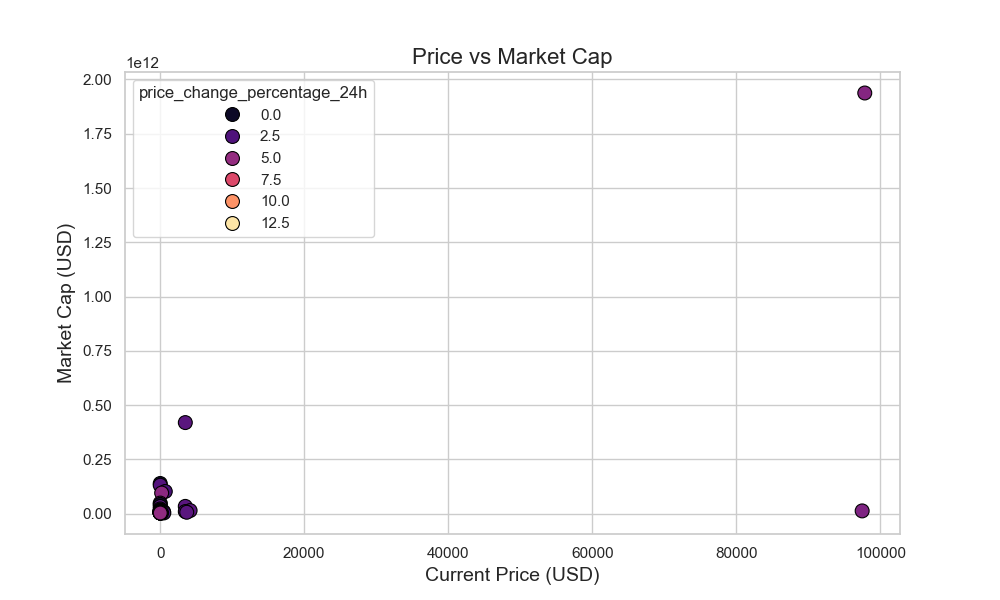 Price vs Market Cap
1e12
2.00
1.75
1.50
1.25
1.00
0.75
0.50
0.25
0.00
Market Cap (USD)
price_change_percentage_24h
0.0
2.5
5.0
7.5
10.0
12.5
0 20000 40000 60000 80000 100000
Current Price (USD)